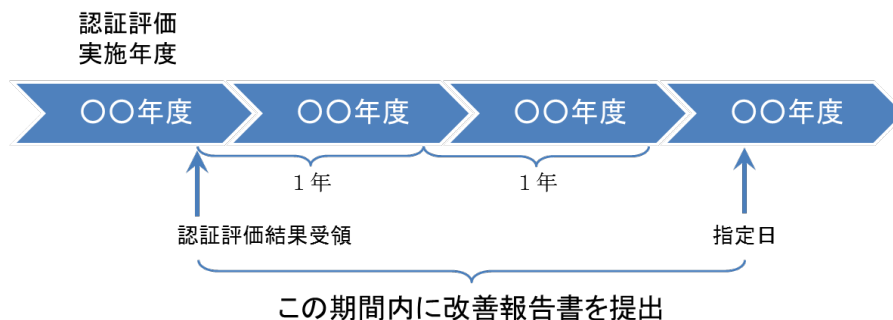 認証評価
実施年度
〇〇年度
〇〇年度
〇〇年度
〇〇年度
１年
１年
認証評価結果受領
指定日
この期間内に改善報告書を提出